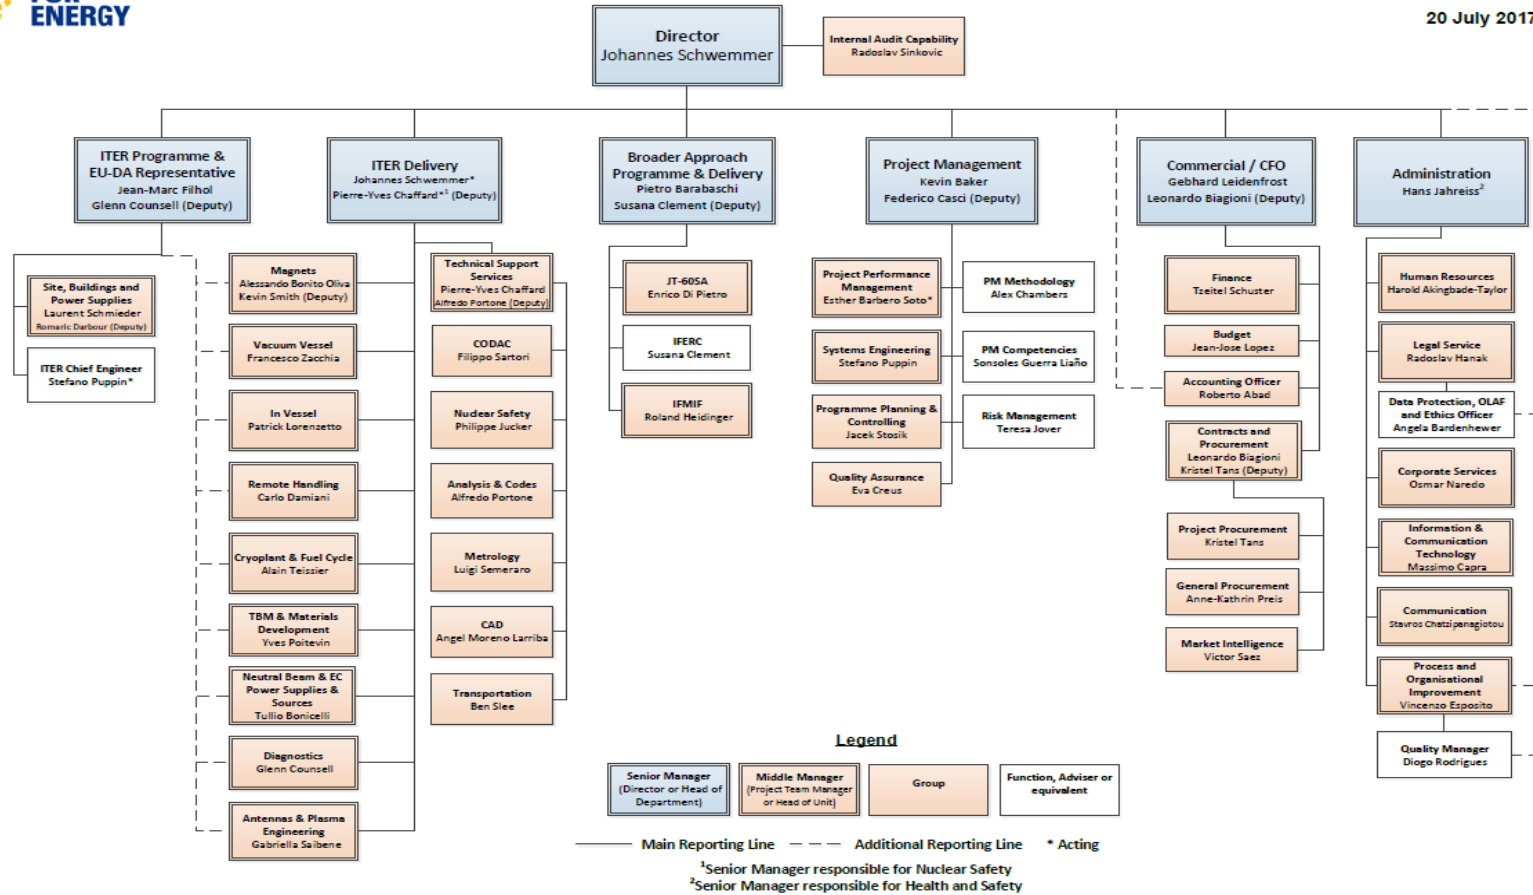 ENERGY
20 July 2017
Director
Johannes Schwemmer
Internal Audit Capability
Radoslav Sinkovic
ITER Programme &
EU-DA Representative
Jean-Marc Filhol
Glenn Counsell (Deputy)
ITER Delivery
Johannes Schwemmer*
Pierre-Yves Chaffard*¹ (Deputy)
Broader Approach
Programme & Delivery
Pietro Barabaschi
Susana Clement (Deputy)
Project Management
Kevin Baker
Federico Casci (Deputy)
Commercial / CFO
Gebhard Leidenfrost
Leonardo Biagioni (Deputy)
Administration
Hans Jahreiss²
Site, Buildings and
Power Supplies
Laurent Schmieder
Romaric Darbour (Deputy)
ITER Chief Engineer
Stefano Puppin*
Magnets
Alessando Bonito Oliva
Kevin Smith (Deputy)
Vacuum Vessel
Francesco Zacchia
In Vessel
Patrick Lorenzetto
Remote Handling
Carlo Damiani
Cryoplant & Fuel Cycle
Alain Teissier
TBM & Materials
Development
Yves Poitevin
Neutral Beam & EC
Power Supplies &
Sources
Tullio Bonicelli
Diagnostics
Glenn Counsell
Antennas & Plasma
Engineering
Gabriella Saibene
Technical Support
Services
Pierre-Yves Chaffard
Alfredo Portone (Deputy)
CODAC
Filippo Sartori
Nuclear Safety
Philippe Jucker
Analysis & Codes
Alfredo Portone
Metrology
Luigi Semeraro
CAD
Angel Moreno Larriba
Transportation
Ben Slee
JT-60SA
Enrico Di Pietro
IFERC
Susana Clement
IFMIF
Roland Heidinger
Project Performance
Management
Esther Barbero Soto*
Systems Engineering
Stefano Puppin
Programme Planning &
Controlling
Jacek Stosik
Quality Assurance
Eva Creus
PM Methodology
Alex Chambers
PM Competencies
Sonsoles Guerra Liaño
Risk Management
Teresa Jover
Finance
Tzeitel Schuster
Budget
Jean-Jose Lopez
Accounting Officer
Roberto Abad
Contracts and
Procurement
Leonardo Biagioni
Kristel Tans (Deputy)
Project Procurement
Kristel Tans
General Procurement
Anne-Kathrin Preis
Market Intelligence
Victor Saez
Human Resources
Harold Akingbade-Taylor
Legal Service
Radoslav Hanak
Data Protection, OLAF
and Ethics Officer
Angela Bardenhewer
Corporate Services
Osmar Naredo
Information &
Communication
Technology
Massimo Capra
Communication
Stavros Chatzipanagiotou
Process and
Organisational
Improvement
Vincenzo Esposito
Quality Manager
Diogo Rodrigues
Legend
Senior Manager
(Director or Head of
Department)
Middle Manager
(Project Team Manager
or Head of Unit)
Group
Function, Adviser or
equivalent
Main Reporting Line
Additional Reporting Line
* Acting
¹Senior Manager responsible for Nuclear Safety
²Senior Manager responsible for Health and Safety